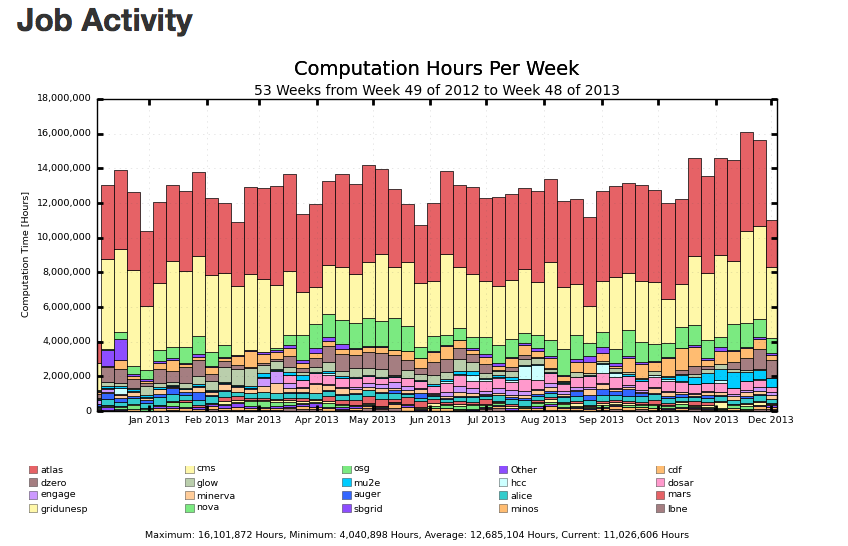 Job Activity
Computation Hours Per Week
53 Weeks from Week 49 of 2012 to Week 48 of 2013
18,000,000
16,000,000
14,000,000
12,000,000
10,000,000
8,000,000
6,000,000
4,000,000
2,000,000
0
Computation Time [Hours]
Jan 2013 Feb 2013 Mar 2013 Apr 2013 May 2013 Jun 2013 Jul 2013 Aug 2013 Sep 2013 Oct 2013 Nov 2013 Dec 2013
atlas cms osg Other cdf
dzero glow mu2e hcc dosar
engage minerva auger alice mars
gridunesp nova sbgrid minos lbne
Maximum: 16,101,872 Hours, Minimum: 4,040,898 Hours, Average: 12,685,104 Hours, Current: 11,026,606 Hours